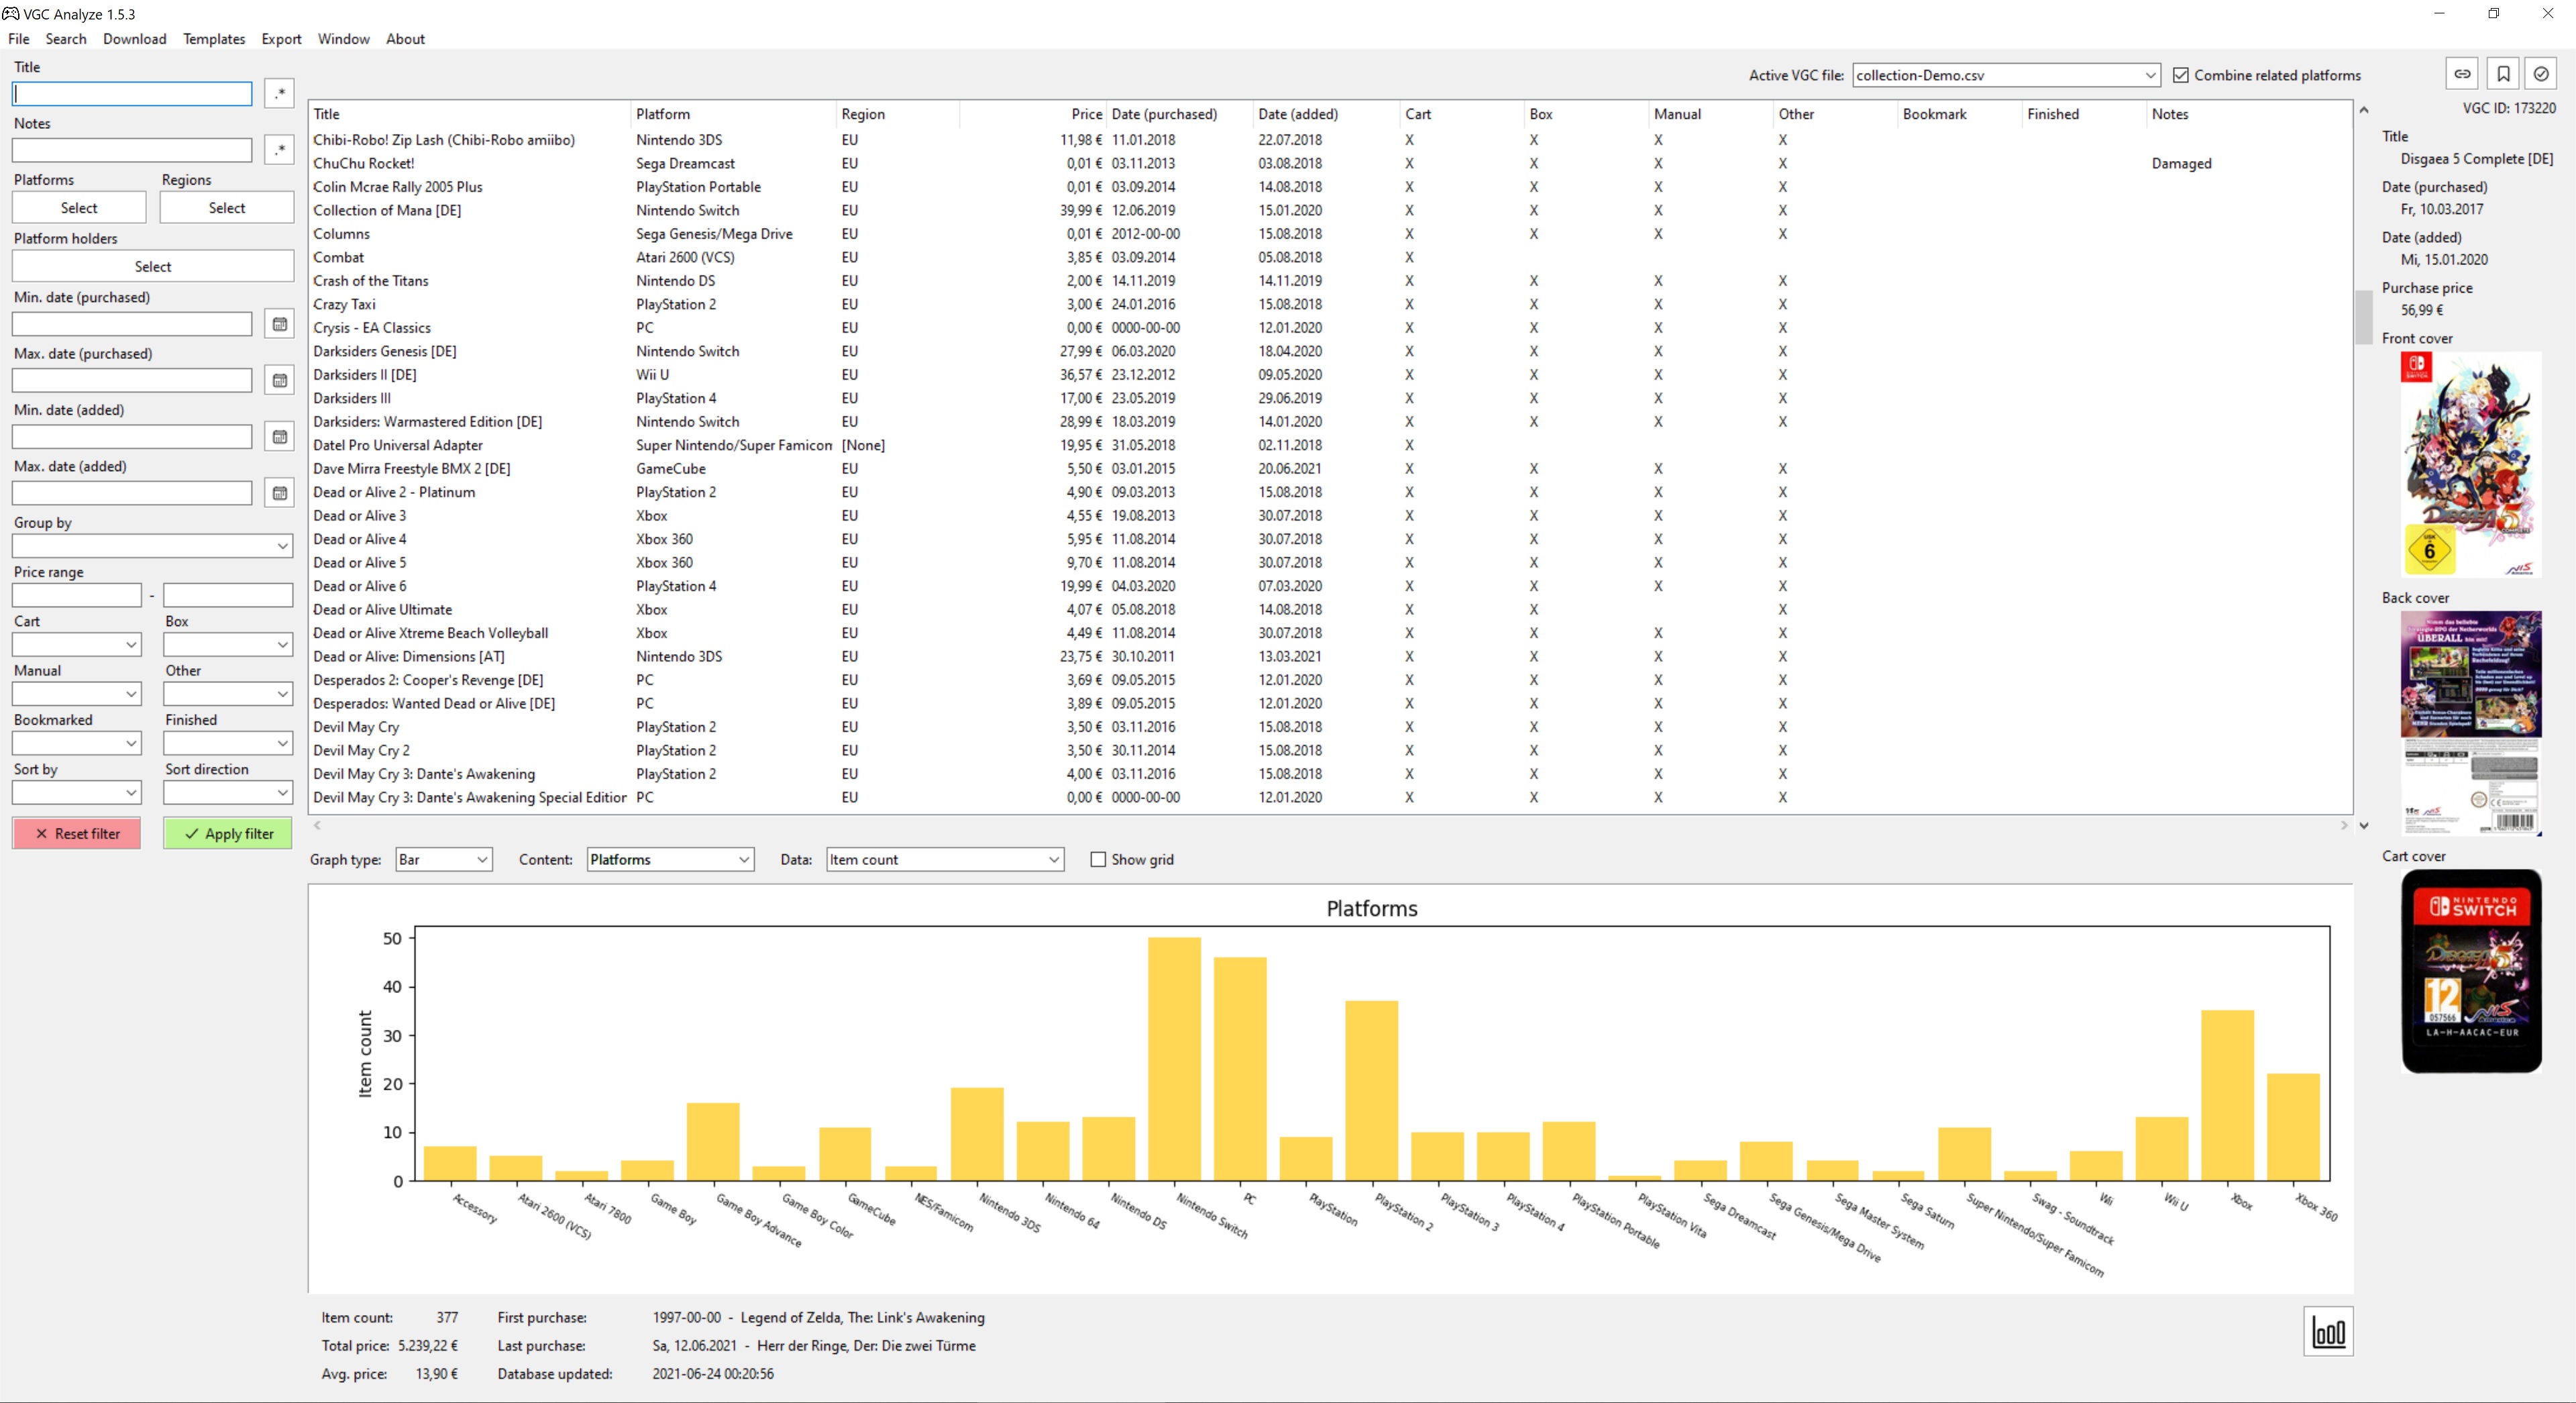 VGC Analyze 1.5.3
File Search Download Templates Export Window About
Title
.*
Notes
.*
Platforms Regions
Select Select
Platform holders
Select
Min. date (purchased)
Max. date (purchased)
Min. date (added)
Max. date (added)
Group by
Price range
-
Cart Box
Manual Other
Bookmarked Finished
Sort by Sort direction
Reset filter Apply filter
Active VGC file: collection-Demo.csv Combine related platforms
Title Platform Region Price Date (purchased) Date (added) Cart Box Manual Other Bookmark Finished Notes
Chibi-Robo! Zip Lash (Chibi-Robo amiibo) Nintendo 3DS EU 11,98 € 11.01.2018 22.07.2018 X X X X
ChuChu Rocket! Sega Dreamcast EU 0,01 € 03.11.2013 03.08.2018 X X X X Damaged
Colin Mcrae Rally 2005 Plus PlayStation Portable EU 0,01 € 03.09.2014 14.08.2018 X X X X
Collection of Mana [DE] Nintendo Switch EU 39,99 € 12.06.2019 15.01.2020 X X X X
Columns Sega Genesis/Mega Drive EU 0,01 € 2012-00-00 15.08.2018 X X X X
Combat Atari 2600 (VCS) EU 3,85 € 03.09.2014 05.08.2018 X
Crash of the Titans Nintendo DS EU 2,00 € 14.11.2019 14.11.2019 X X X X
Crazy Taxi PlayStation 2 EU 3,00 € 24.01.2016 15.08.2018 X X X X
Crysis - EA Classics PC EU 0,00 € 0000-00-00 12.01.2020 X X X X
Darksiders Genesis [DE] Nintendo Switch EU 27,99 € 06.03.2020 18.04.2020 X X X X
Darksiders II [DE] Wii U EU 36,57 € 23.12.2012 09.05.2020 X X X X
Darksiders III PlayStation 4 EU 17,00 € 23.05.2019 29.06.2019 X X X X
Darksiders: Warmastered Edition [DE] Nintendo Switch EU 28,99 € 18.03.2019 14.01.2020 X X X X
Datel Pro Universal Adapter Super Nintendo/Super Famicon [None] 19,95 € 31.05.2018 02.11.2018 X
Dave Mirra Freestyle BMX 2 [DE] GameCube EU 5,50 € 03.01.2015 20.06.2021 X X X X
Dead or Alive 2 - Platinum PlayStation 2 EU 4,90 € 09.03.2013 15.08.2018 X X X X
Dead or Alive 3 Xbox EU 4,55 € 19.08.2013 30.07.2018 X X X X
Dead or Alive 4 Xbox 360 EU 5,95 € 11.08.2014 30.07.2018 X X X X
Dead or Alive 5 Xbox 360 EU 9,70 € 11.08.2014 30.07.2018 X X X X
Dead or Alive 6 PlayStation 4 EU 19,99 € 04.03.2020 07.03.2020 X X X X
Dead or Alive Ultimate Xbox EU 4,07 € 05.08.2018 14.08.2018 X X X
Dead or Alive Xtreme Beach Volleyball Xbox EU 4,49 € 11.08.2014 30.07.2018 X X X X
Dead or Alive: Dimensions [AT] Nintendo 3DS EU 23,75 € 30.10.2011 13.03.2021 X X X X
Desperados 2: Cooper's Revenge [DE] PC EU 3,69 € 09.05.2015 12.01.2020 X X X X
Desperados: Wanted Dead or Alive [DE] PC EU 3,89 € 09.05.2015 12.01.2020 X X X X
Devil May Cry PlayStation 2 EU 3,50 € 03.11.2016 15.08.2018 X X X X
Devil May Cry 2 PlayStation 2 EU 3,50 € 30.11.2014 15.08.2018 X X X X
Devil May Cry 3: Dante's Awakening PlayStation 2 EU 4,00 € 03.11.2016 15.08.2018 X X X X
Devil May Cry 3: Dante's Awakening Special Edition PC EU 0,00 € 0000-00-00 12.01.2020 X X X X
Graph type: Bar Content: Platforms Data: Item count Show grid
Platforms
Item count
50
40
30
20
10
0
Accessory
Atari 2600 (VCS)
Atari 7800
Game Boy
Game Boy Advance
Game Boy Color
GameCube
NES/Famicom
Nintendo 3DS
Nintendo 64
Nintendo DS
Nintendo Switch
PC
PlayStation
PlayStation 2
PlayStation 3
PlayStation 4
PlayStation Portable
PlayStation Vita
Sega Dreamcast
Sega Genesis/Mega Drive
Sega Master System
Sega Saturn
Super Nintendo/Super Famicom
Swag - Soundtrack
Wii
Wii U
Xbox
Xbox 360
Item count: 377 First purchase: 1997-00-00 - Legend of Zelda, The: Link's Awakening
Total price: 5.239,22 € Last purchase: Sa, 12.06.2021 - Herr der Ringe, Der: Die zwei Türme
Avg. price: 13,90 € Database updated: 2021-06-24 00:20:56
VGC ID: 173220
Title
Disgaea 5 Complete [DE]
Date (purchased)
Fr, 10.03.2017
Date (added)
Mi, 15.01.2020
Purchase price
56,99 €
Front cover
DISGAEA 5
USK
6
NIS
Back cover
Nimm das beliebte
Strategie-RPG der Netherworlds
ÜBERALL hin mit!
Cart cover
NINTENDO
SWITCH
DISGAEA 5
12
057566
NIS
LA-H-AACAC-EUR